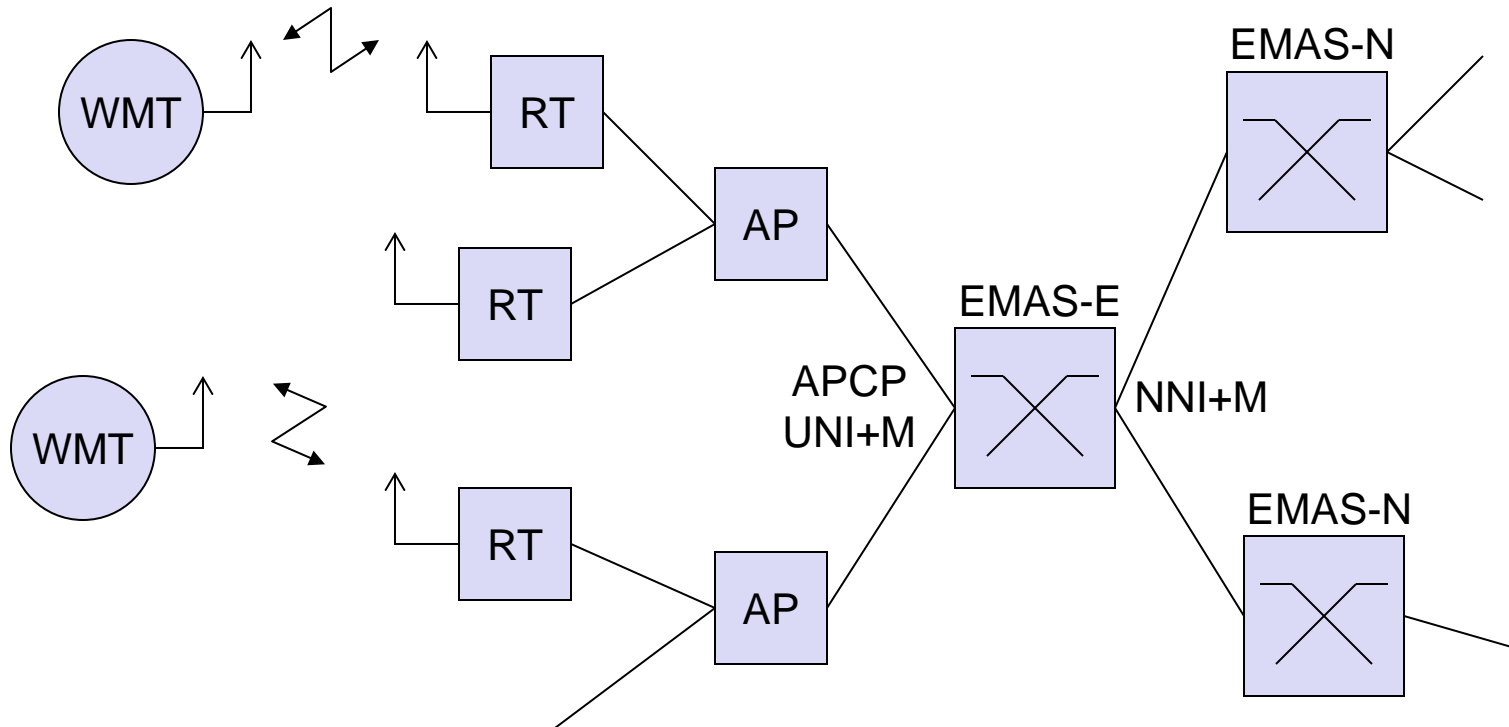 EMAS-N
WMT
RT
AP
RT
EMAS-E
APCP
UNI+M
NNI+M
WMT
EMAS-N
RT
AP